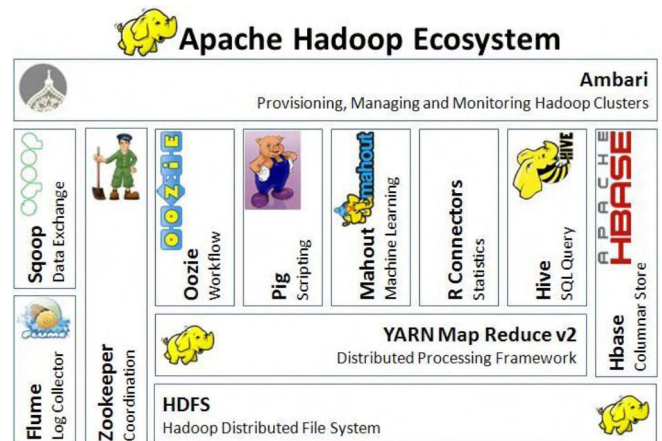 Apache Hadoop Ecosystem
Ambari
Provisioning, Managing and Monitoring Hadoop Clusters
sqoop
Sqoop
Data Exchange
Flume
Log Collector
Zookeeper
Coordination
OOZIE
Oozie
Workflow
Pig
Scripting
mahout
Mahout
Machine Learning
R Connectors
Statistics
HIVE
Hive
SQL Query
APACHE
HBASE
Hbase
Columnar Store
YARN Map Reduce v2
Distributed Processing Framework
HDFS
Hadoop Distributed File System